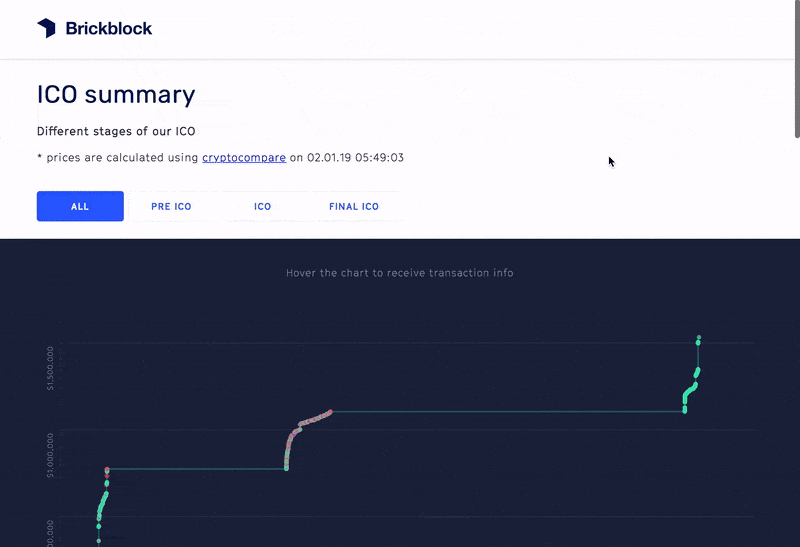 Brickblock
ICO summary
Different stages of our ICO
* prices are calculated using cryptocompare on 02.01.19 05:49:03
ALL PRE ICO ICO FINAL ICO
Hover the chart to receive transaction info
$1,500,000
$1,000,000
00,000